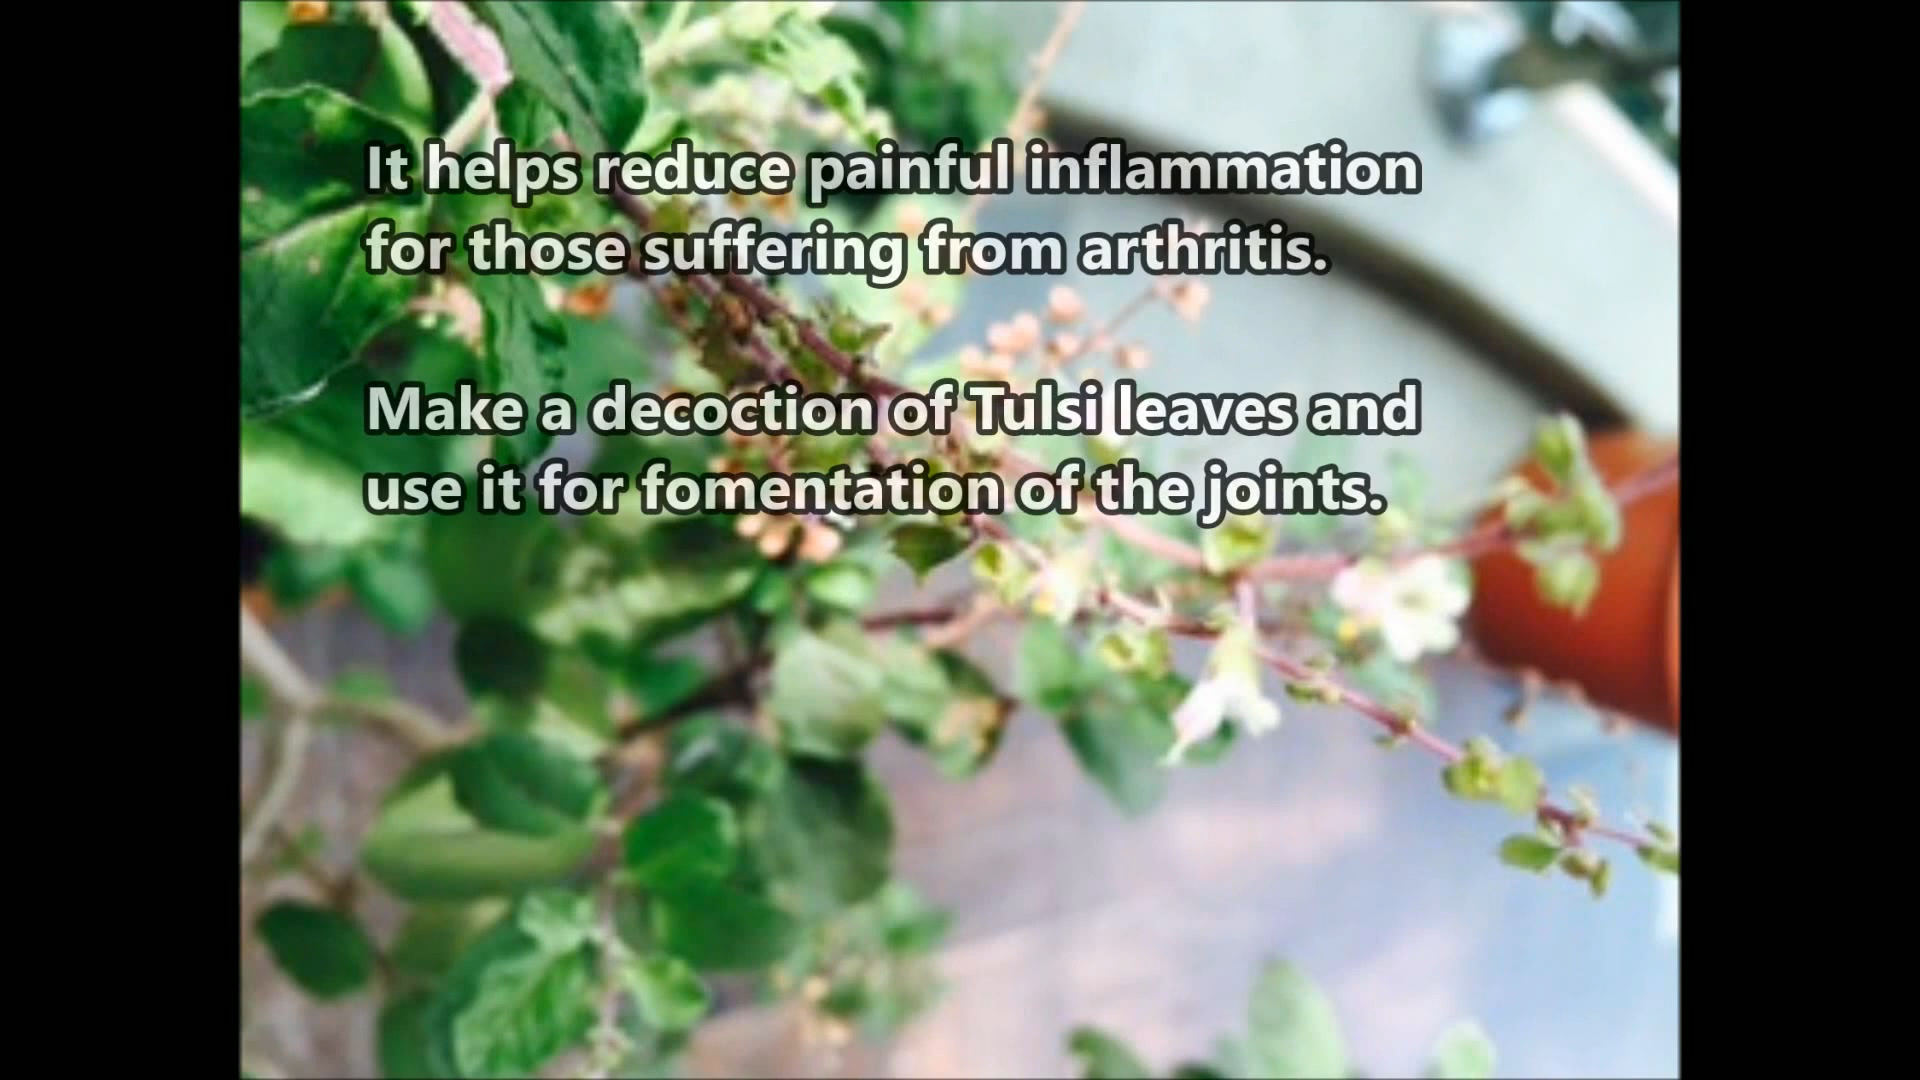 It helps reduce painful inflammation
for those suffering from arthritis.
Make a decoction of Tulsi leaves and
use it for fomentation of the joints.